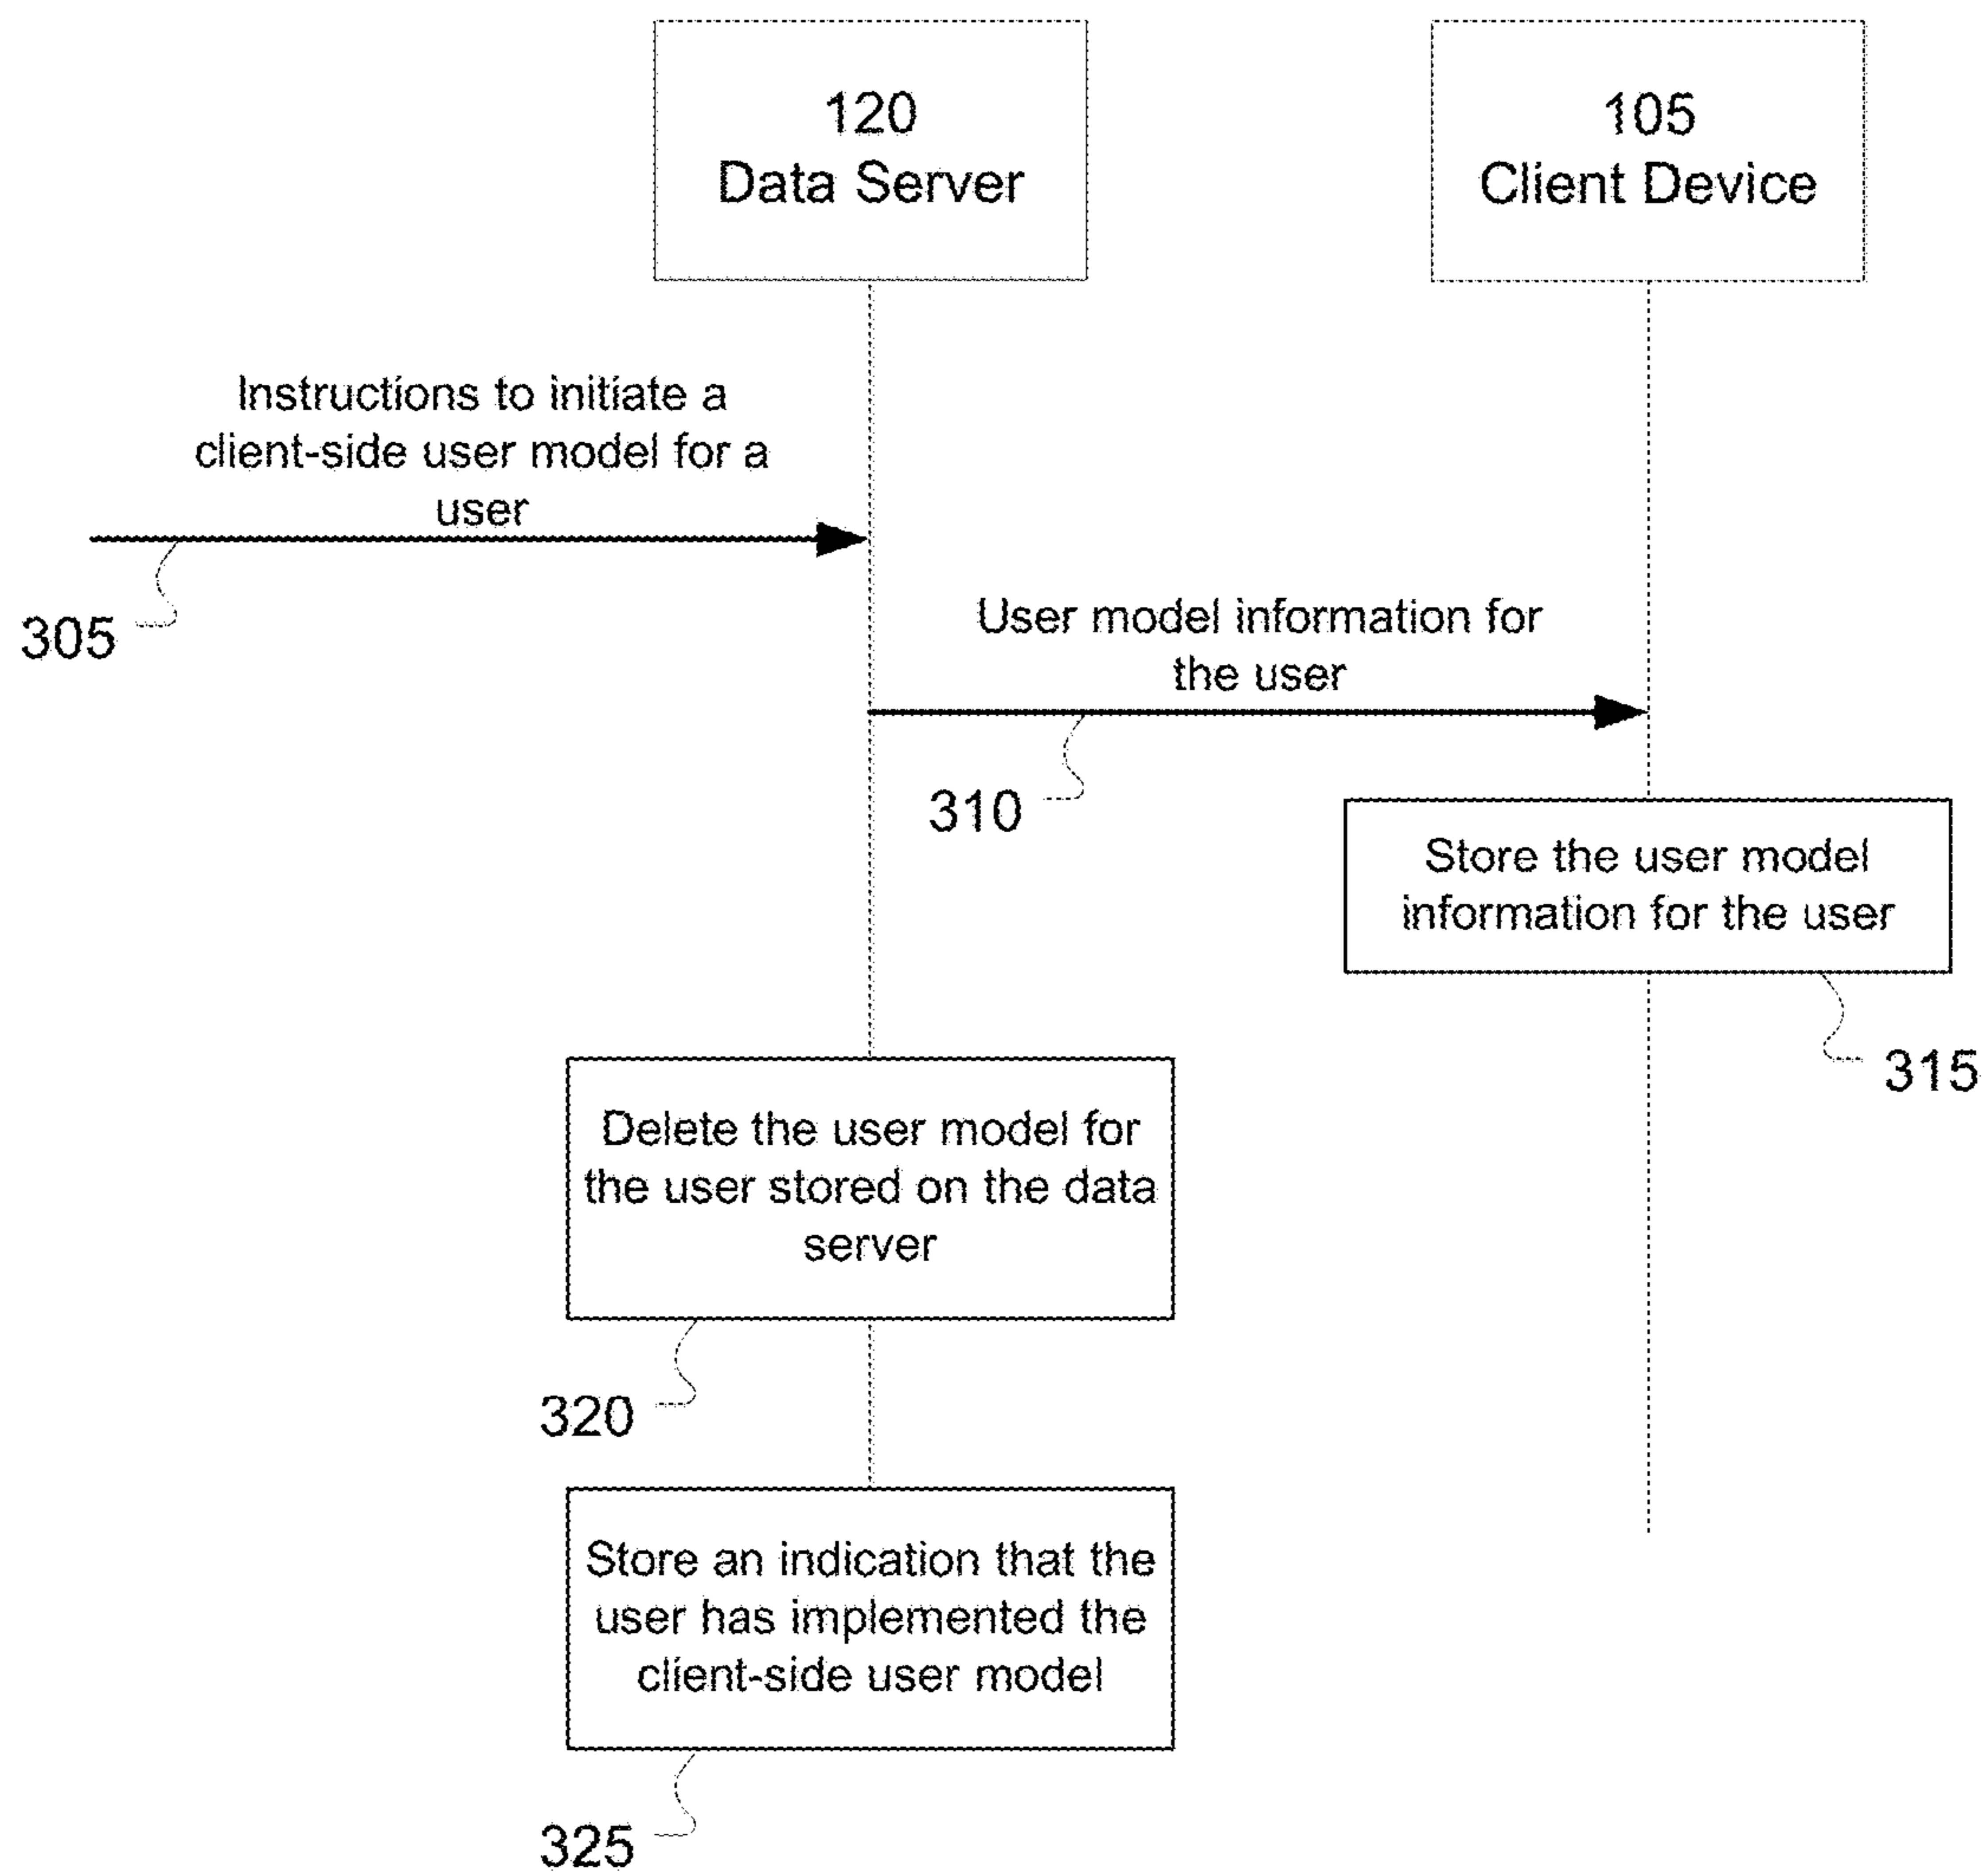 120
Data Server
105
Client Device
Instructions to initiate a
client-side user model for a
user
305
User model information for
the user
310
Store the user model
information for the user
315
Delete the user model for
the user stored on the data
server
320
Store an indication that the
user has implemented the
client-side user model
325